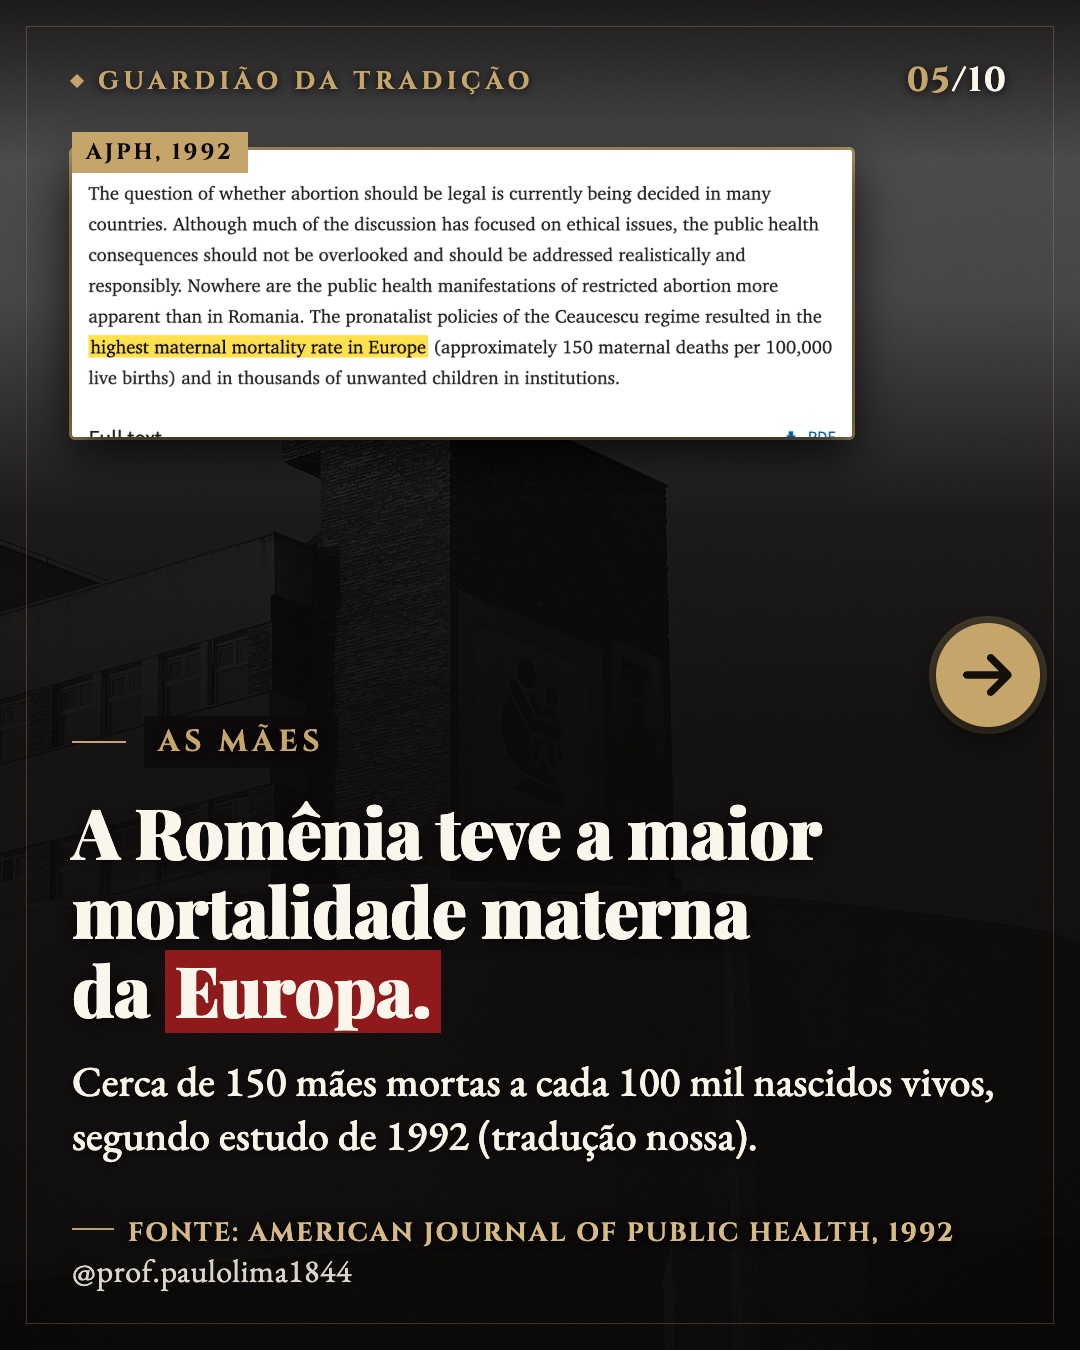 GUARDIÃO DA TRADIÇÃO
05/10
AJPH, 1992
The question of whether abortion should be legal is currently being decided in many
countries. Although much of the discussion has focused on ethical issues, the public health
consequences should not be overlooked and should be addressed realistically and
responsibly. Nowhere are the public health manifestations of restricted abortion more
apparent than in Romania. The pronatalist policies of the Ceaucescu regime resulted in the
highest maternal mortality rate in Europe (approximately 150 maternal deaths per 100,000
live births) and in thousands of unwanted children in institutions.
Full text
PDF
AS MÃES
A Romênia teve a maior
mortalidade materna
da Europa.
Cerca de 150 mães mortas a cada 100 mil nascidos vivos,
segundo estudo de 1992 (tradução nossa).
FONTE: AMERICAN JOURNAL OF PUBLIC HEALTH, 1992
@prof.paulolima1844